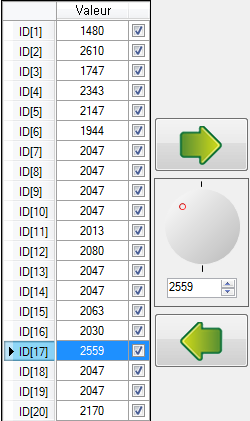 Valeur
ID[1] 1480
ID[2] 2610
ID[3] 1747
ID[4] 2343
ID[5] 2147
ID[6] 1944
ID[7] 2047
ID[8] 2047
ID[9] 2047
ID[10] 2047
ID[11] 2013
ID[12] 2080
ID[13] 2047
ID[14] 2047
ID[15] 2063
ID[16] 2030
ID[17] 2559
ID[18] 2047
ID[19] 2047
ID[20] 2170
2559